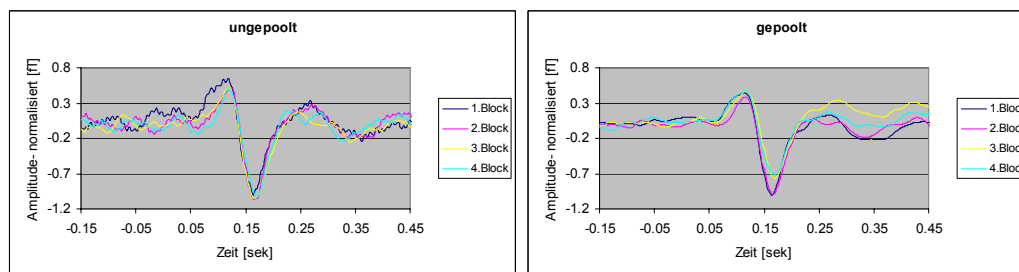 ungepoolt
Amplitude- normalisiert [fT]
0.8
0.3
-0.2
-0.7
-1.2
-0.15 -0.05 0.05 0.15 0.25 0.35 0.45
Zeit [sek]
1.Block
2.Block
3.Block
4.Block
gepoolt
Amplitude- normalisiert [fT]
0.8
0.3
-0.2
-0.7
-1.2
-0.15 -0.05 0.05 0.15 0.25 0.35 0.45
Zeit [sek]
1.Block
2.Block
3.Block
4.Block